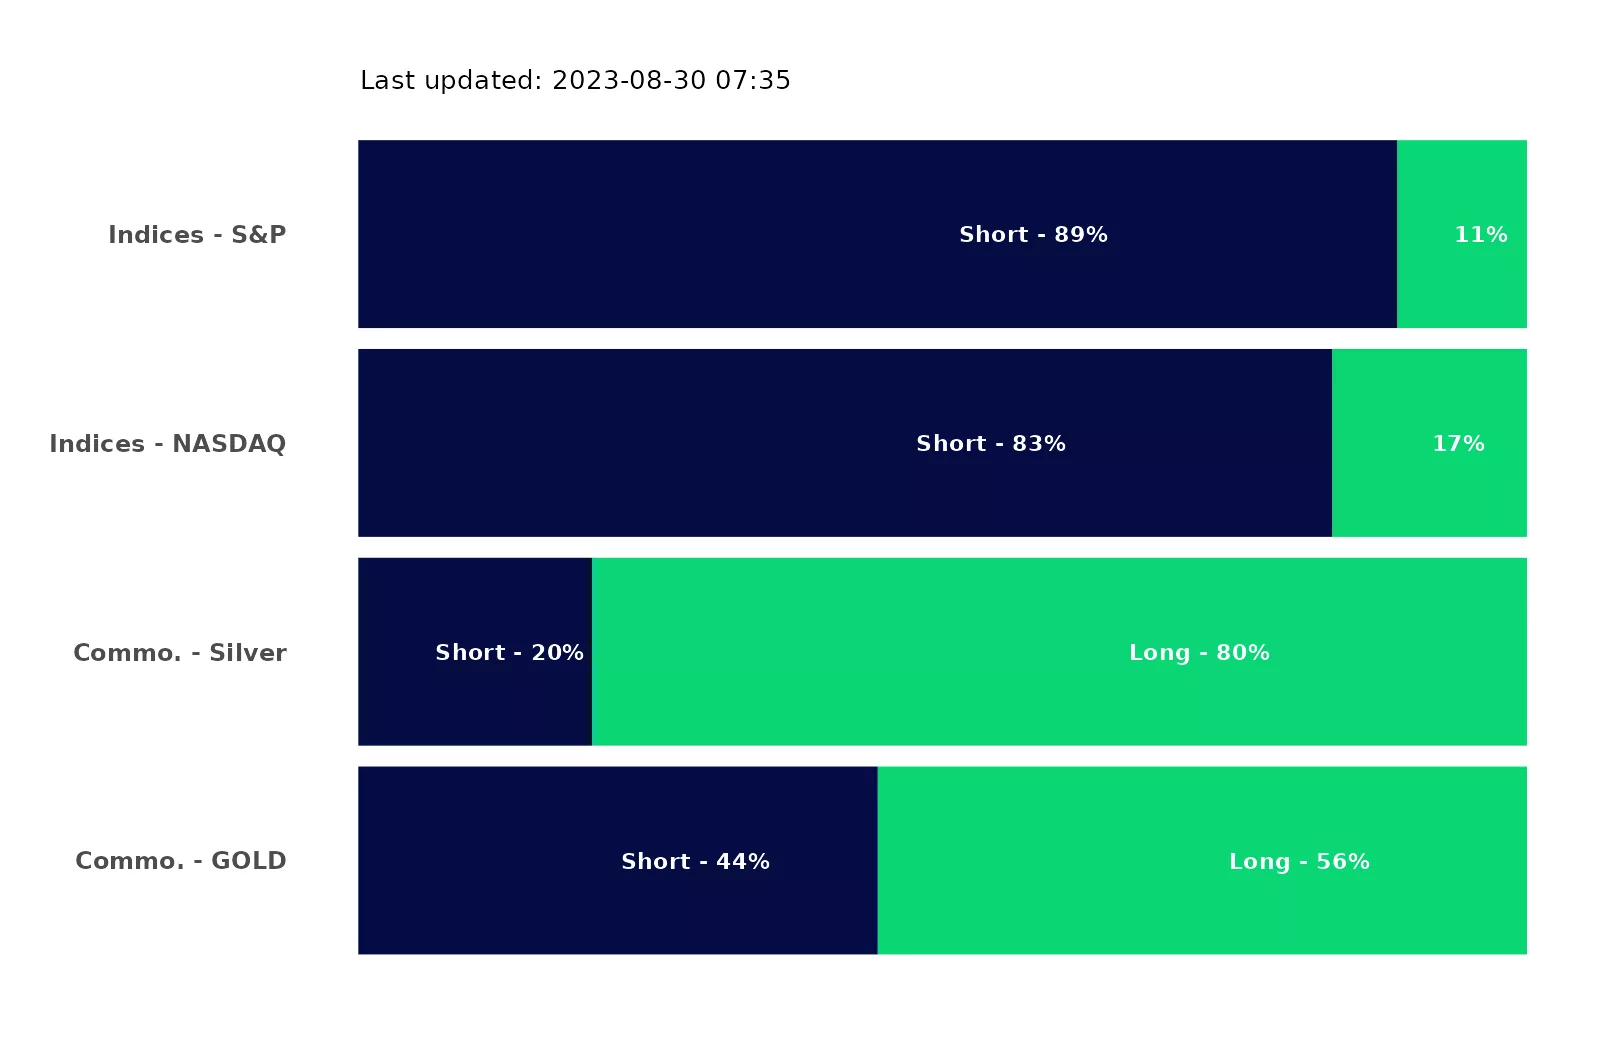 Last updated: 2023-08-30 07:35
Indices - S&P Short - 89% 11%
Indices - NASDAQ Short - 83% 17%
Commo. - Silver Short - 20% Long - 80%
Commo. - GOLD Short - 44% Long - 56%